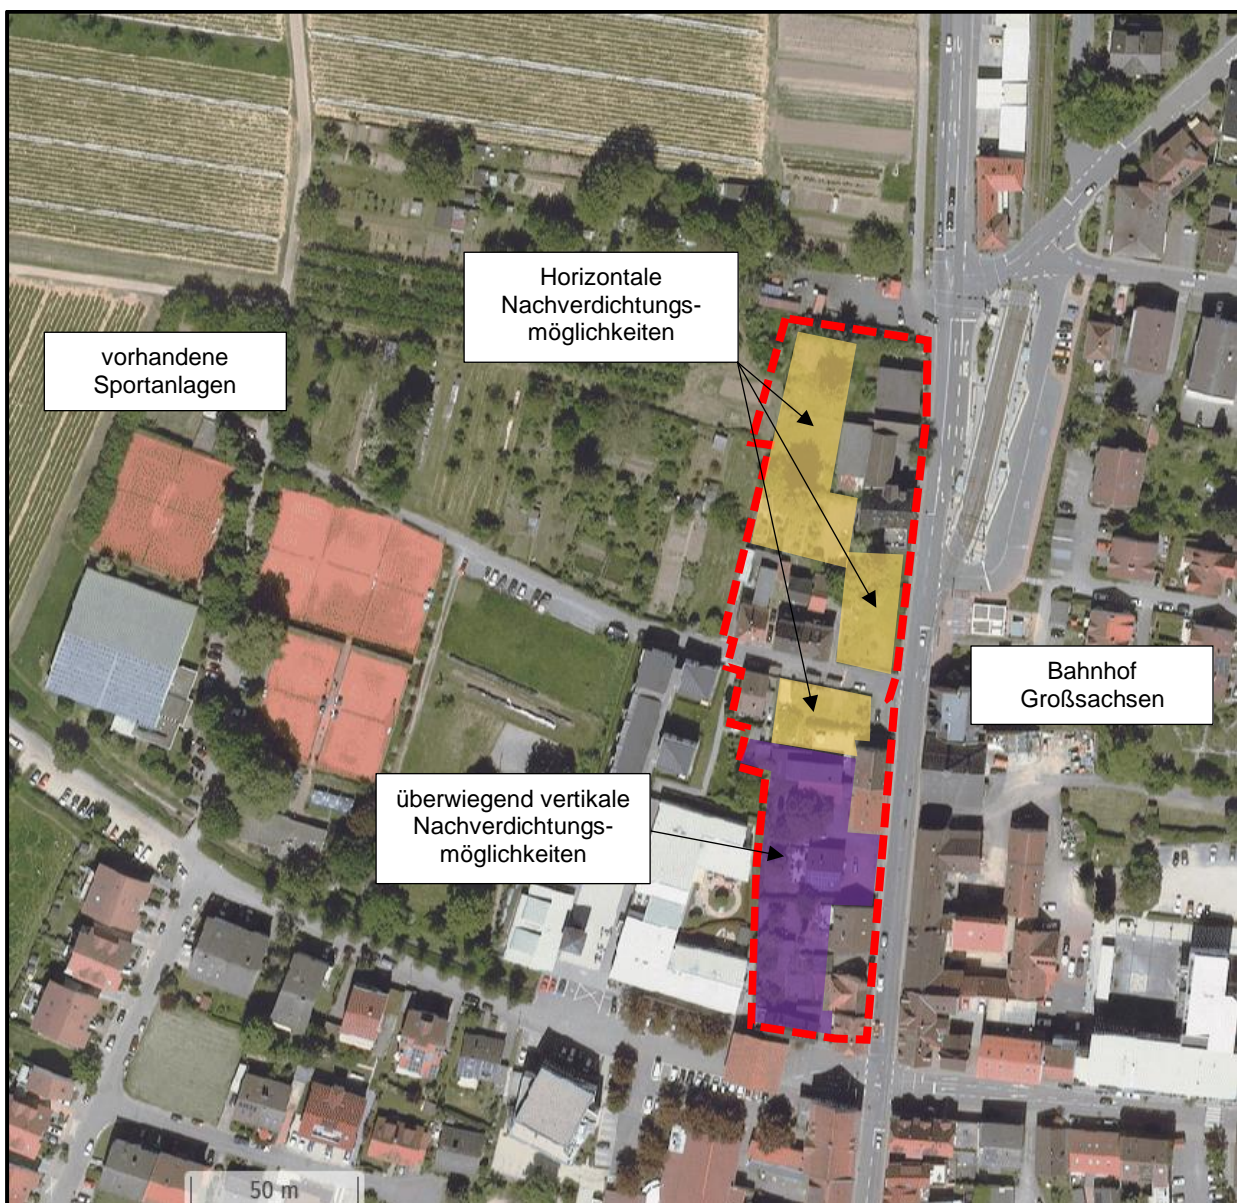 Horizontale
Nachverdichtungs-
möglichkeiten
vorhandene
Sportanlagen
Bahnhof
Großsachsen
überwiegend vertikale
Nachverdichtungs-
möglichkeiten
50 m